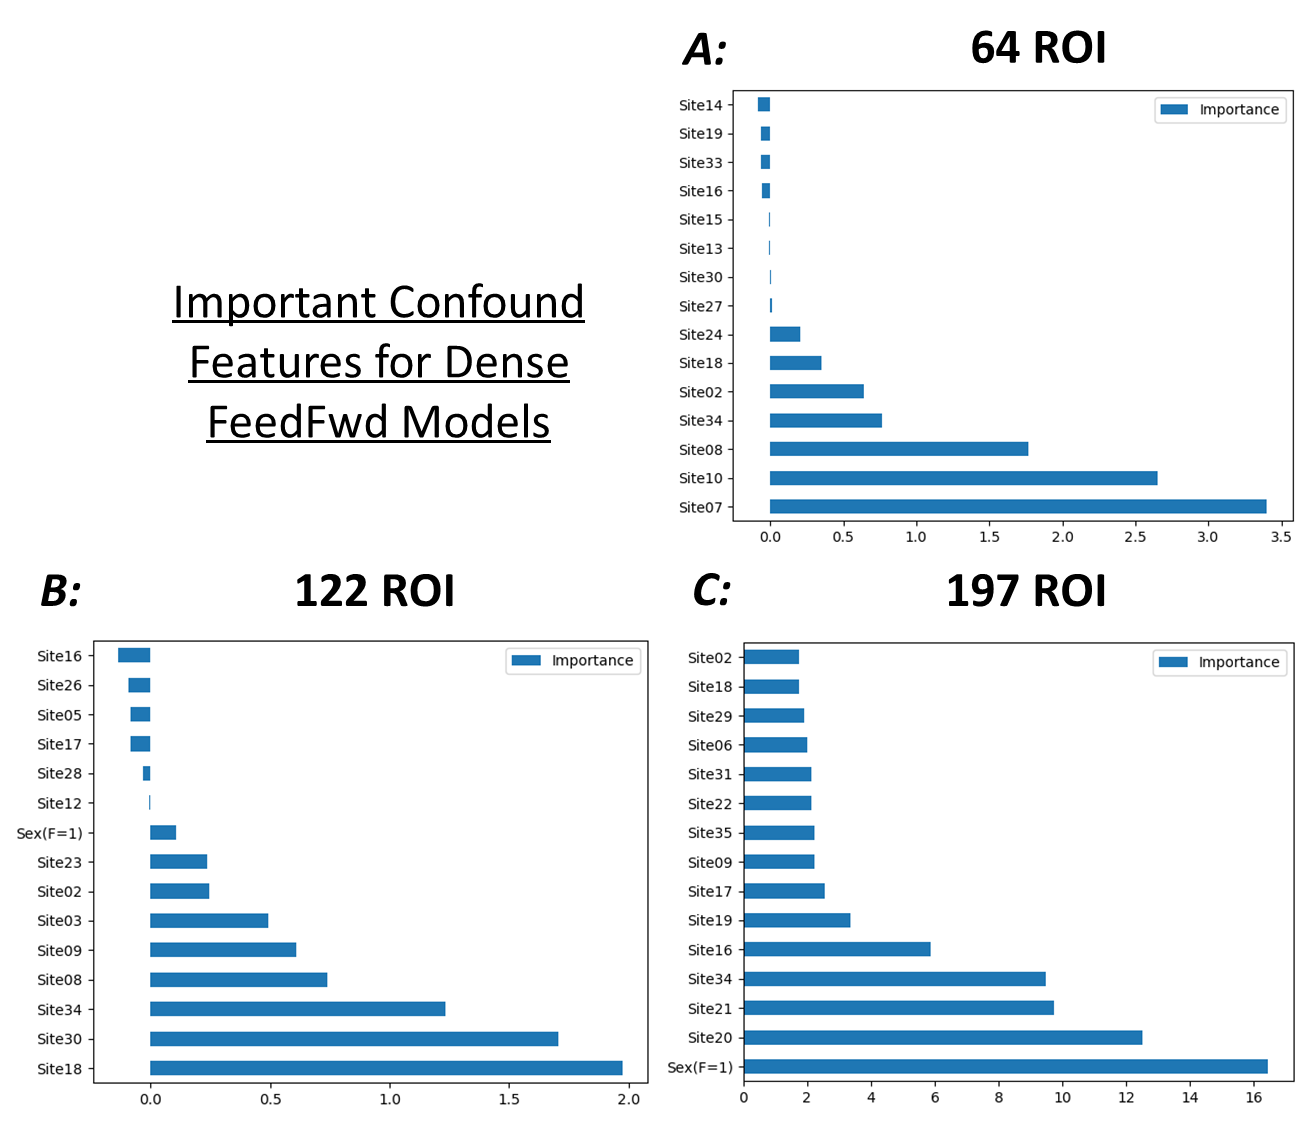 A:
64 ROI
Importance
Site14
Site19
Site33
Site16
Site15
Site13
Site30
Site27
Site24
Site18
Site02
Site34
Site08
Site10
Site07
0.0 0.5 1.0 1.5 2.0 2.5 3.0 3.5
Important Confound
Features for Dense
FeedFwd Models
B:
122 ROI
Importance
Site16
Site26
Site05
Site17
Site28
Site12
Sex(F=1)
Site23
Site02
Site03
Site09
Site08
Site34
Site30
Site18
0.0 0.5 1.0 1.5 2.0
C:
197 ROI
Importance
Site02
Site18
Site29
Site06
Site31
Site22
Site35
Site09
Site17
Site19
Site16
Site34
Site21
Site20
Sex(F=1)
0 2 4 6 8 10 12 14 16